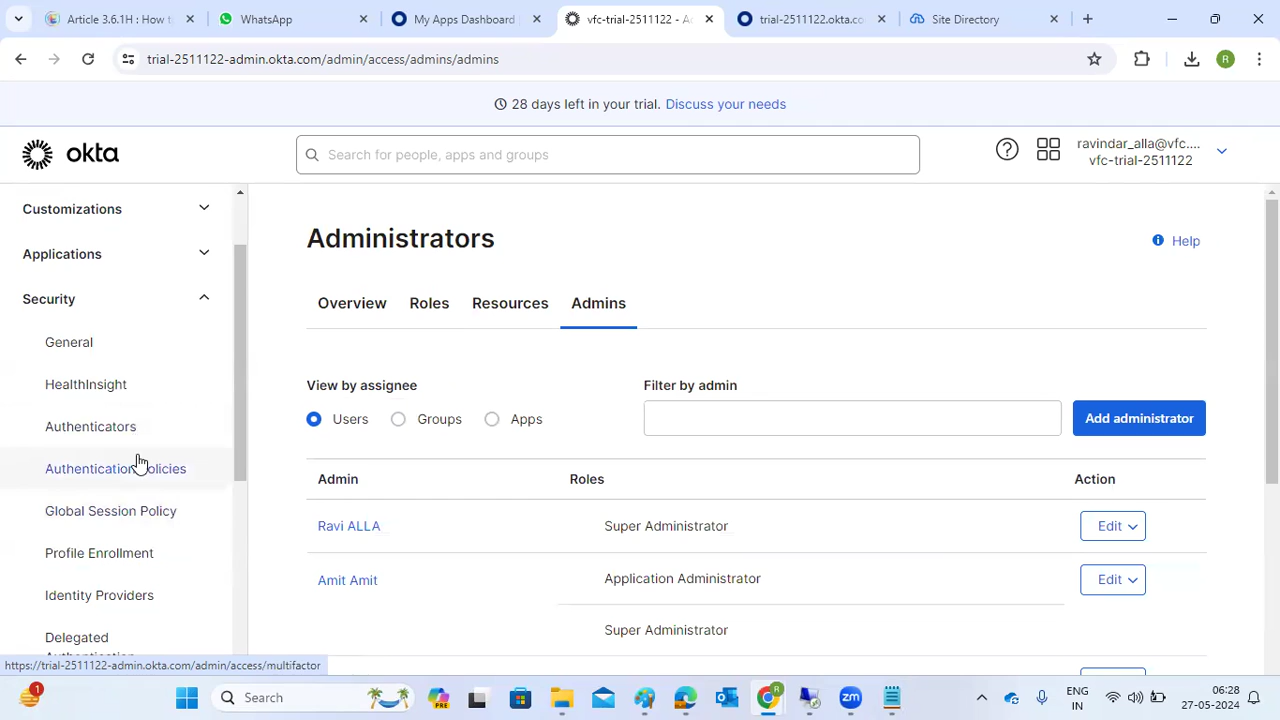 Article 3.6.1H : How t
WhatsApp
My Apps Dashboard
vfc-trial-2511122 - Ac
trial-2511122.okta.co
Site Directory
trial-2511122-admin.okta.com/admin/access/admins/admins
R
28 days left in your trial. Discuss your needs
okta
Search for people, apps and groups
ravindar_alla@vfc....
vfc-trial-2511122
Customizations
Applications
Security
General
HealthInsight
Authenticators
Authentication Policies
Global Session Policy
Profile Enrollment
Identity Providers
Delegated
Authentication
Administrators
Help
Overview Roles Resources Admins
View by assignee
Filter by admin
Users Groups Apps
Add administrator
Admin Roles Action
Ravi ALLA Super Administrator Edit
Amit Amit Application Administrator Edit
Super Administrator
https://trial-2511122-admin.okta.com/admin/access/multifactor
1
Search
PRE
R
zm
ENG
IN
06:28
27-05-2024